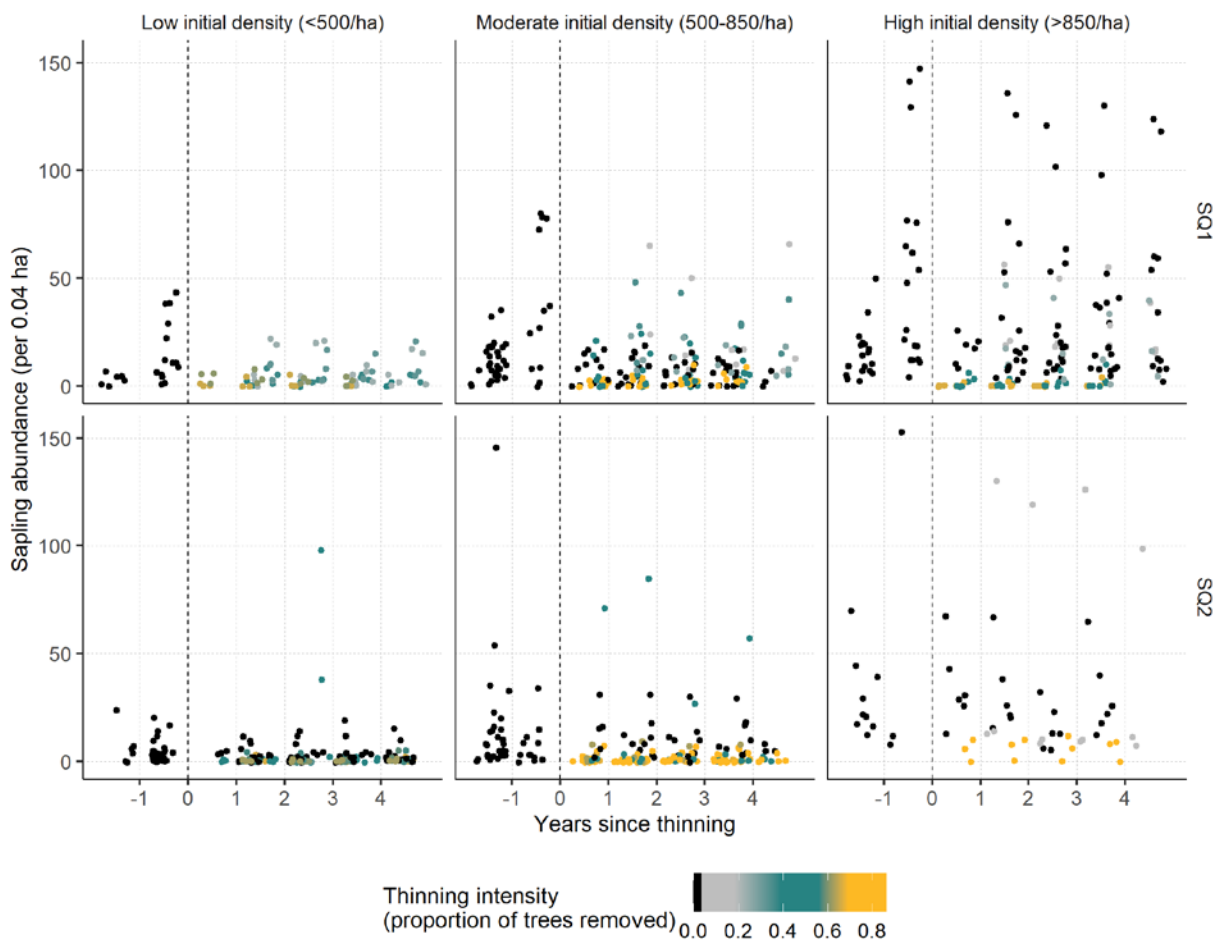 Low initial density (<500/ha)
Moderate initial density (500-850/ha)
High initial density (>850/ha)
150
100
50
0
SQ1
150
100
50
0
SQ2
Sapling abundance (per 0.04 ha)
-1 0 1 2 3 4
-1 0 1 2 3 4
-1 0 1 2 3 4
Years since thinning
Thinning intensity
(proportion of trees removed)
0.0 0.2 0.4 0.6 0.8